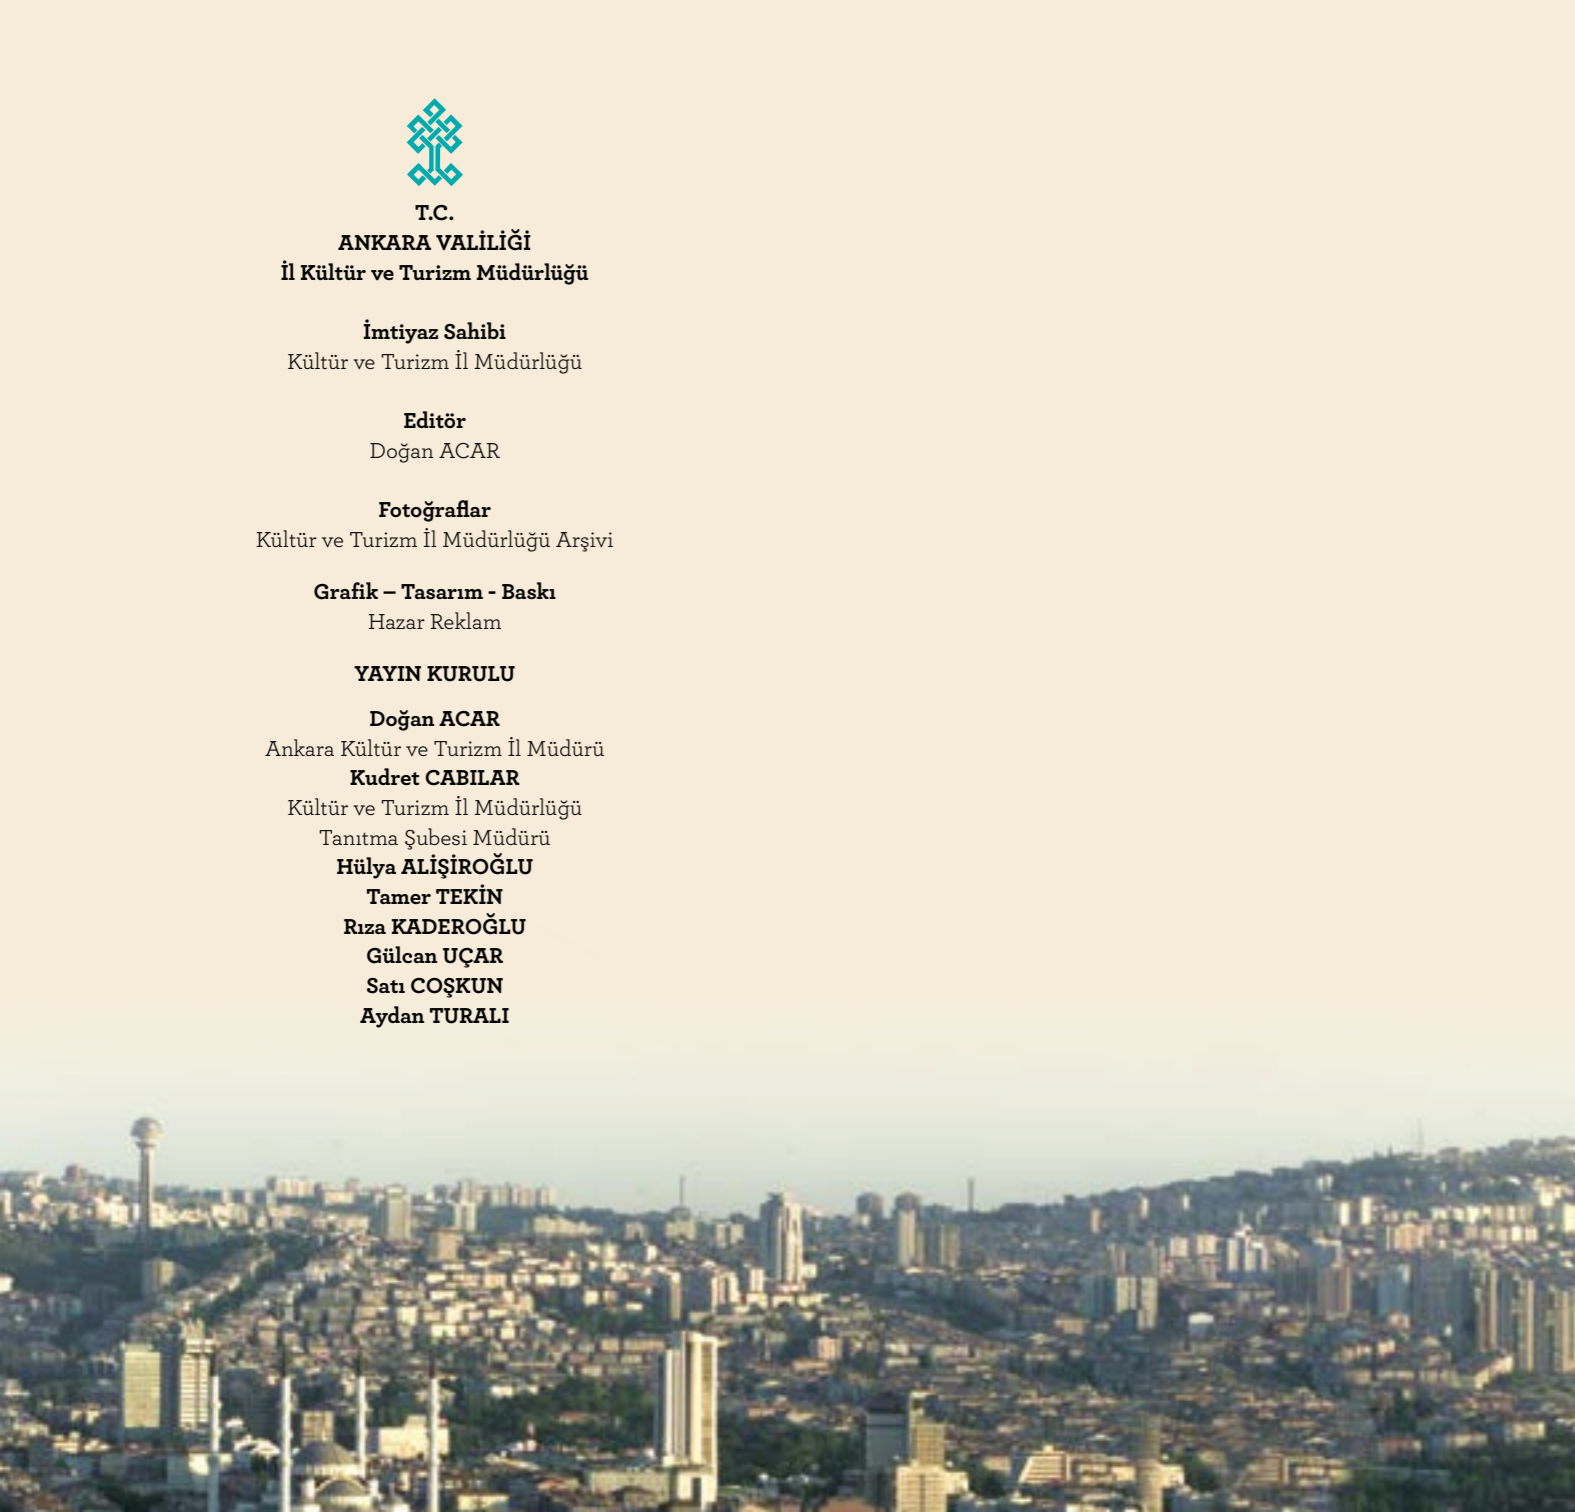 T.C.
ANKARA VALİLİĞİ
İl Kültür ve Turizm Müdürlüğü
İmtiyaz Sahibi
Kültür ve Turizm İl Müdürlüğü
Editör
Doğan ACAR
Fotoğraflar
Kültür ve Turizm İl Müdürlüğü Arşivi
Grafik – Tasarım - Baskı
Hazar Reklam
YAYIN KURULU
Doğan ACAR
Ankara Kültür ve Turizm İl Müdürü
Kudret CABILAR
Kültür ve Turizm İl Müdürlüğü
Tanıtma Şubesi Müdürü
Hülya ALİŞİROĞLU
Tamer TEKİN
Rıza KADEROĞLU
Gülcan UÇAR
Satı COŞKUN
Aydan TURALI